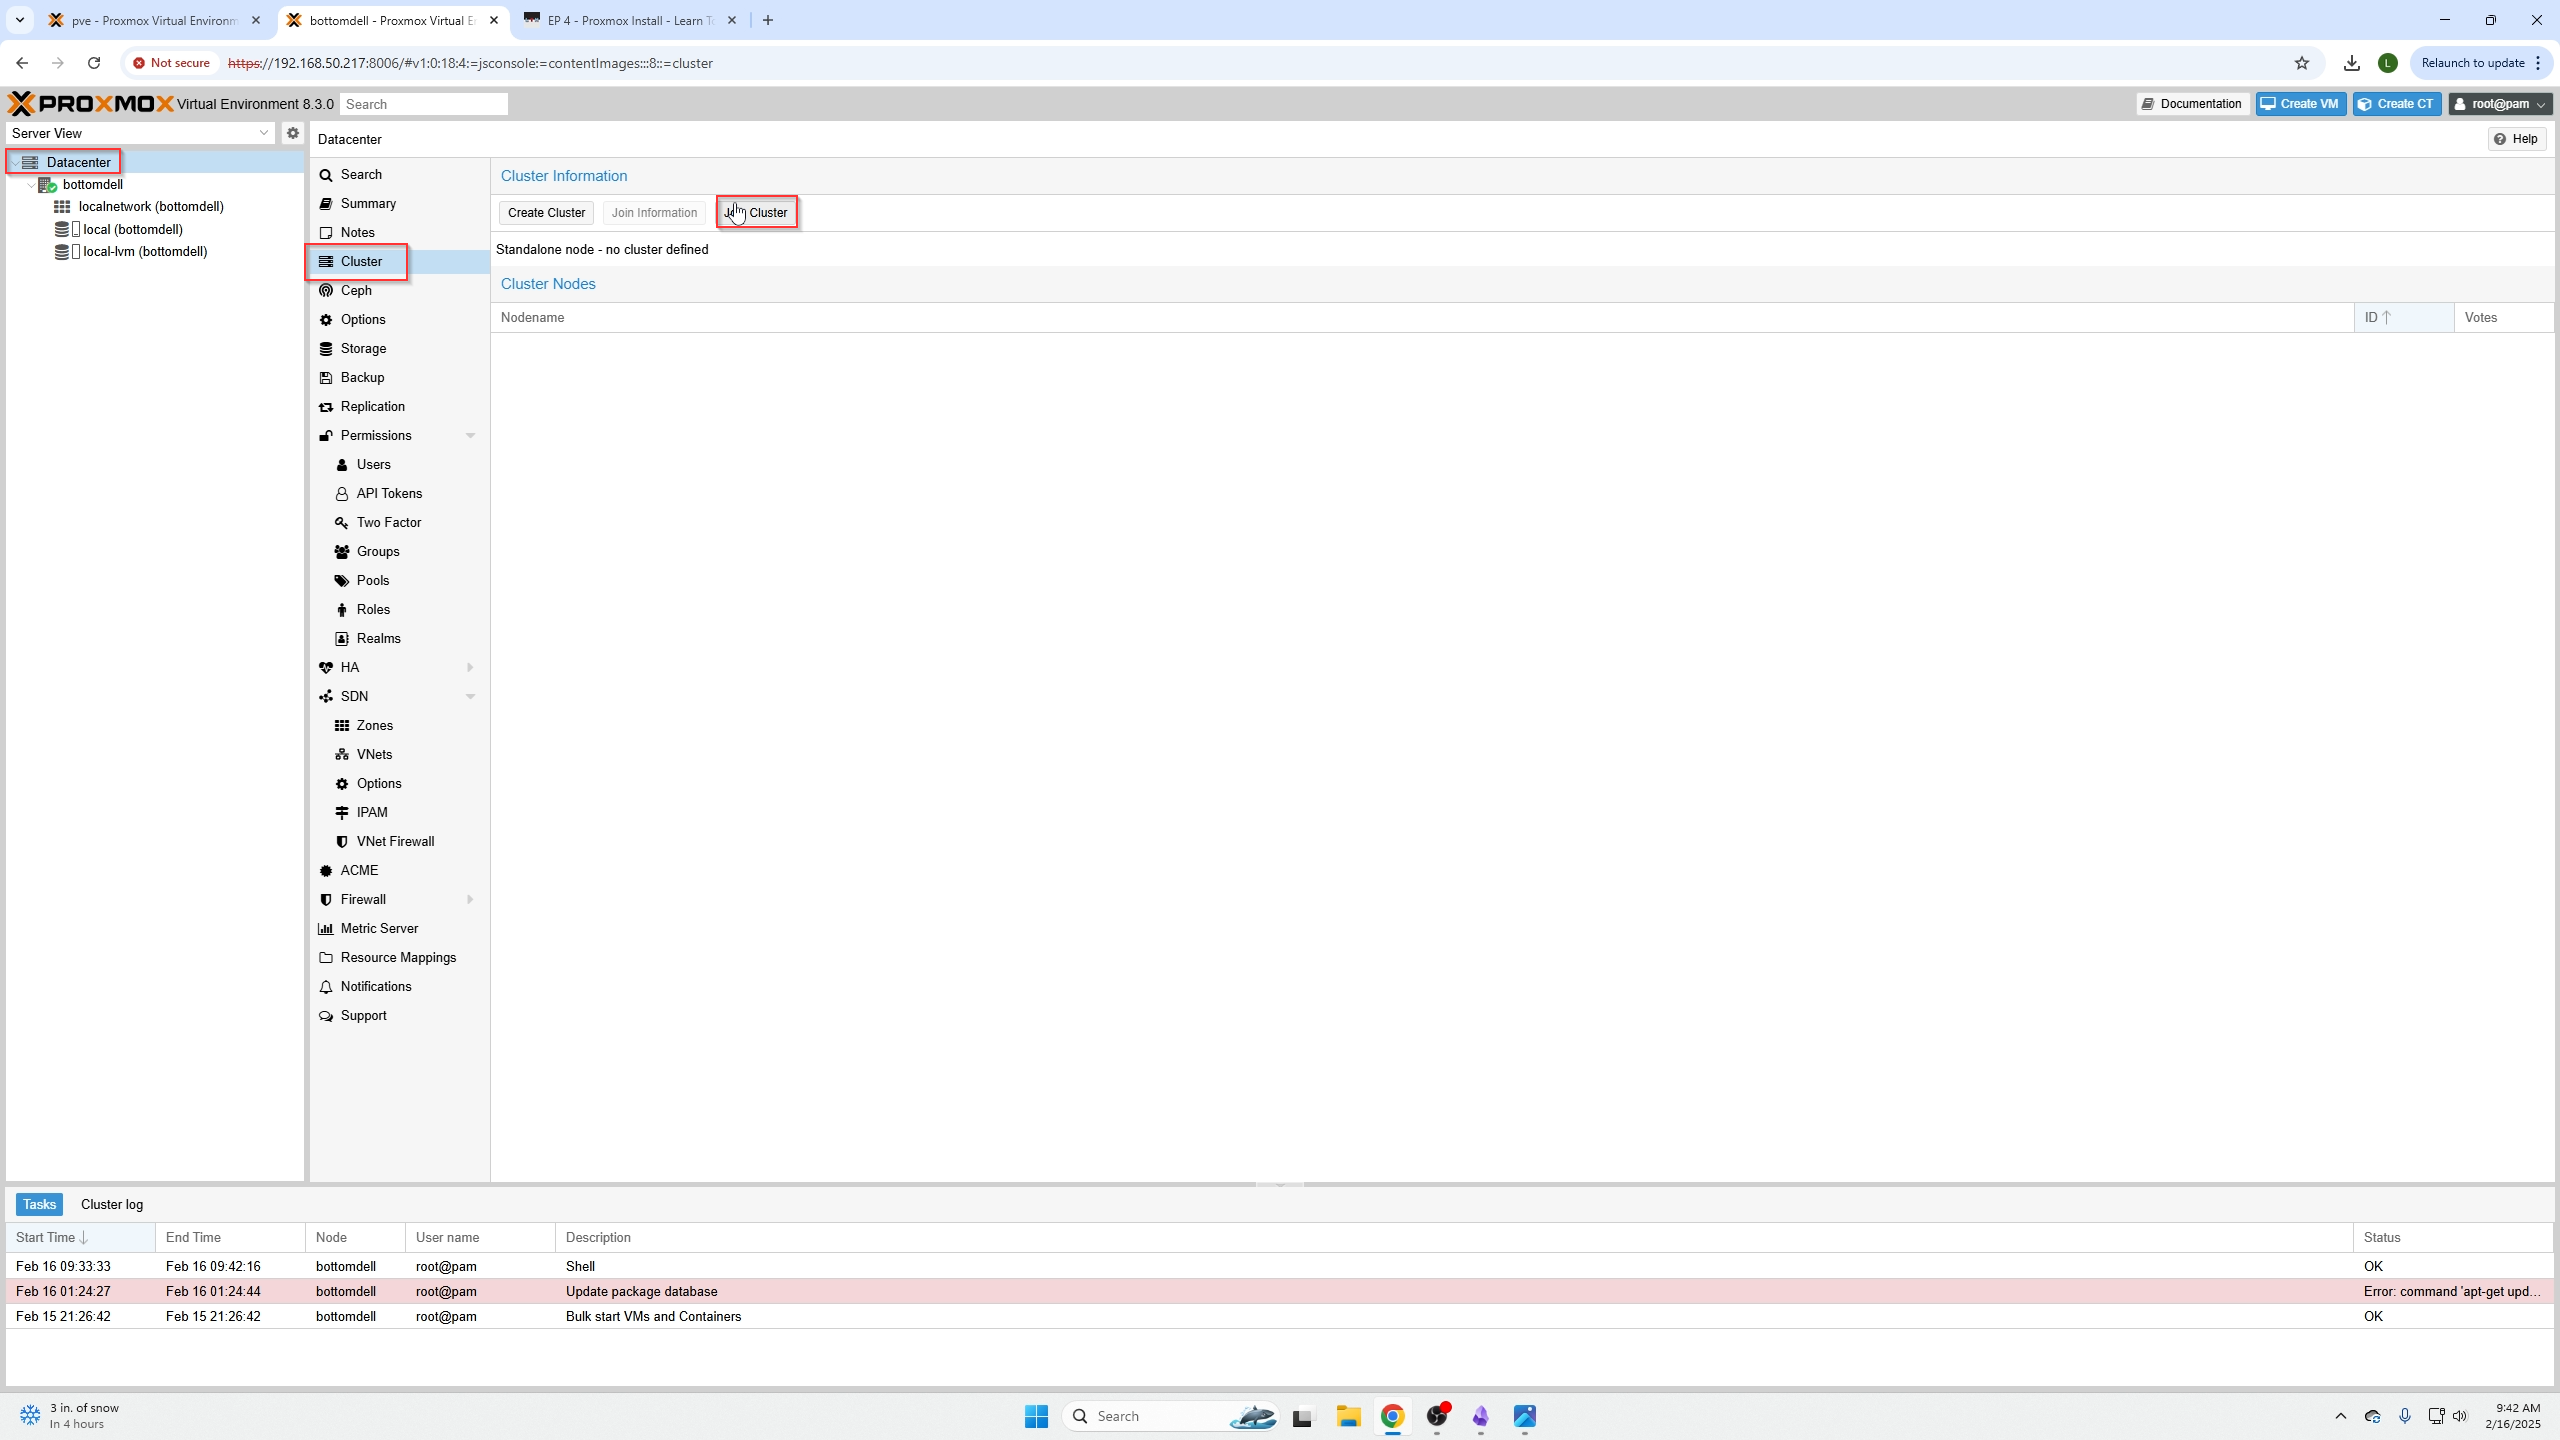 pve - Proxmox Virtual Environm
bottomdell - Proxmox Virtual E
EP 4 - Proxmox Install - Learn T
Not secure
https://192.168.50.217:8006/#v1:0:18:4:=jsconsole:=contentImages:::8::=cluster
L
Relaunch to update
PROXMOX Virtual Environment 8.3.0
Search
Documentation
Create VM
Create CT
root@pam
Server View
Datacenter
Help
Datacenter
bottomdell
localnetwork (bottomdell)
local (bottomdell)
local-lvm (bottomdell)
Search
Summary
Notes
Cluster
Ceph
Options
Storage
Backup
Replication
Permissions
Users
API Tokens
Two Factor
Groups
Pools
Roles
Realms
HA
SDN
Zones
VNets
Options
IPAM
VNet Firewall
ACME
Firewall
Metric Server
Resource Mappings
Notifications
Support
Cluster Information
Create Cluster
Join Information
Cluster
Standalone node - no cluster defined
Cluster Nodes
Nodename
ID
Votes
Tasks
Cluster log
Start Time End Time Node User name Description Status
Feb 16 09:33:33 Feb 16 09:42:16 bottomdell root@pam Shell OK
Feb 16 01:24:27 Feb 16 01:24:44 bottomdell root@pam Update package database Error: command 'apt-get upd...
Feb 15 21:26:42 Feb 15 21:26:42 bottomdell root@pam Bulk start VMs and Containers OK
3 in. of snow
In 4 hours
Search
9:42 AM
2/16/2025